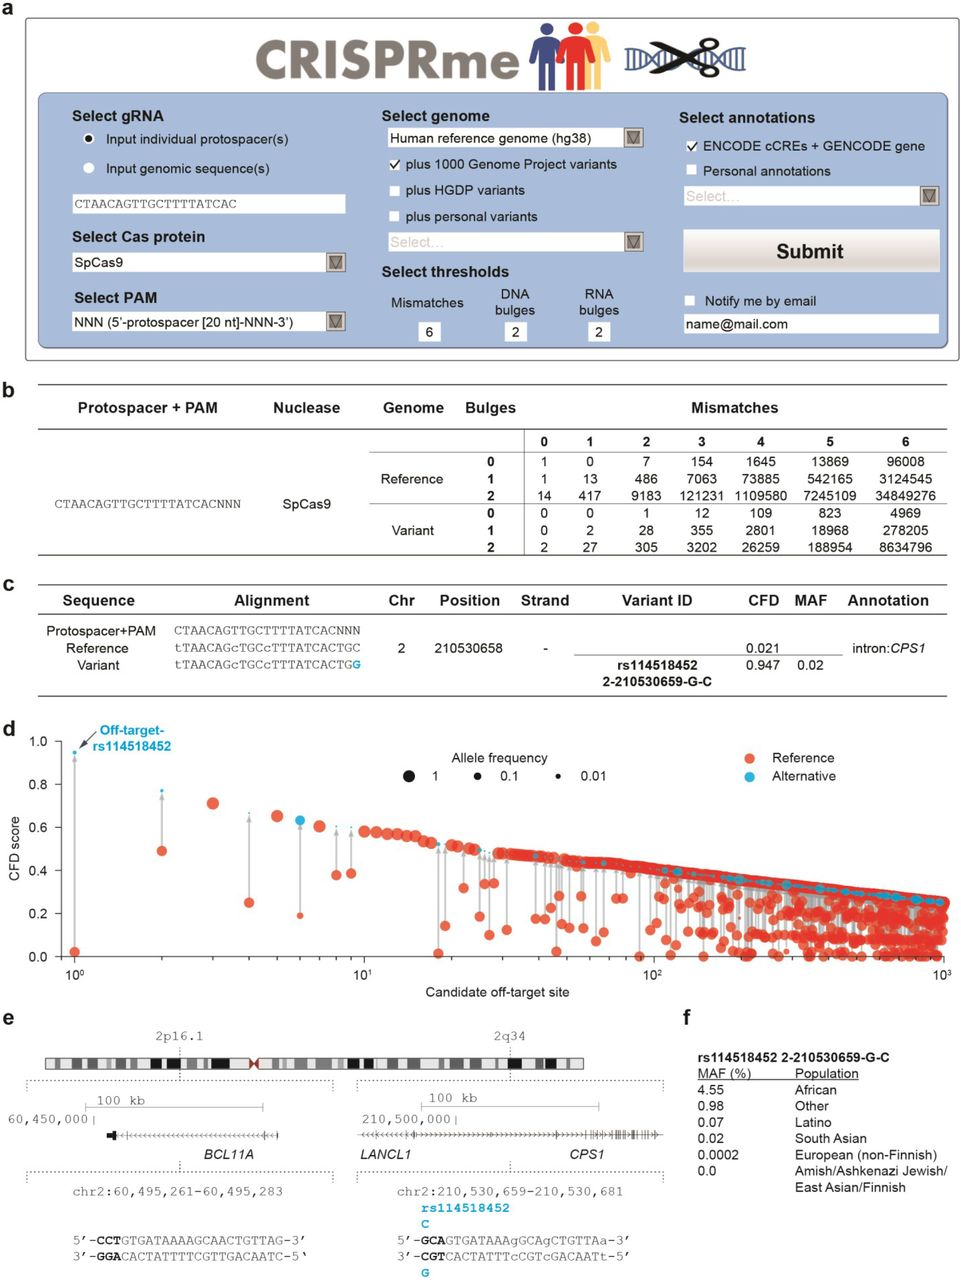 a
CRISPRme
Select gRNA
Input individual protospacer(s)
Input genomic sequence(s)
CTAACAGTTGCTTTTATCAC
Select Cas protein
SpCas9
Select PAM
NNN (5'-protospacer [20 nt]-NNN-3')
Select genome
Human reference genome (hg38)
plus 1000 Genome Project variants
plus HGDP variants
plus personal variants
Select...
Select thresholds
Mismatches
DNA bulges
RNA bulges
6 2 2
Select annotations
ENCODE cCREs + GENCODE gene
Personal annotations
Select...
Submit
Notify me by email
name@mail.com
b
Protospacer + PAM Nuclease Genome Bulges Mismatches
0 1 2 3 4 5 6
0 1 0 7 154 1645 13869 96008
Reference 1 1 13 486 7063 73885 542165 3124545
2 14 417 9183 121231 1109580 7245109 34849276
CTAACAGTTGCTTTTATCACNNN SpCas9
0 0 0 1 12 109 823 4969
Variant 1 0 2 28 355 2801 18968 278205
2 2 27 305 3202 26259 188954 8634796
c
Sequence Alignment Chr Position Strand Variant ID CFD MAF Annotation
Protospacer+PAM CTAACAGTTGCTTTTATCACNNN
Reference tTAACAGcTGCcTTTATCACTGC 2 210530658 - 0.021 intron:CPS1
Variant tTAACAGcTGCcTTTATCACTGG rs114518452 0.947 0.02
2-210530659-G-C
d
Off-target-
rs114518452
Allele frequency
1 0.1 0.01
Reference
Alternative
CFD score
1.0
0.8
0.6
0.4
0.2
0.0
10⁰ 10¹ 10² 10³
Candidate off-target site
e
2p16.1 2q34
100 kb 100 kb
60,450,000 210,500,000
BCL11A LANCL1 CPS1
chr2:60,495,261-60,495,283 chr2:210,530,659-210,530,681
rs114518452
C
5'-CCTGTGATAAAAGCAACTGTTAG-3' 5'-GCAGTGATAAAgGCAgCTGTTAa-3'
3'-GGACACTATTTTCGTTGACAATC-5' 3'-CGTCACTATTTcCGTcGACAATt-5'
G
f
rs114518452 2-210530659-G-C
MAF (%) Population
4.55 African
0.98 Other
0.07 Latino
0.02 South Asian
0.0002 European (non-Finnish)
0.0 Amish/Ashkenazi Jewish/
East Asian/Finnish